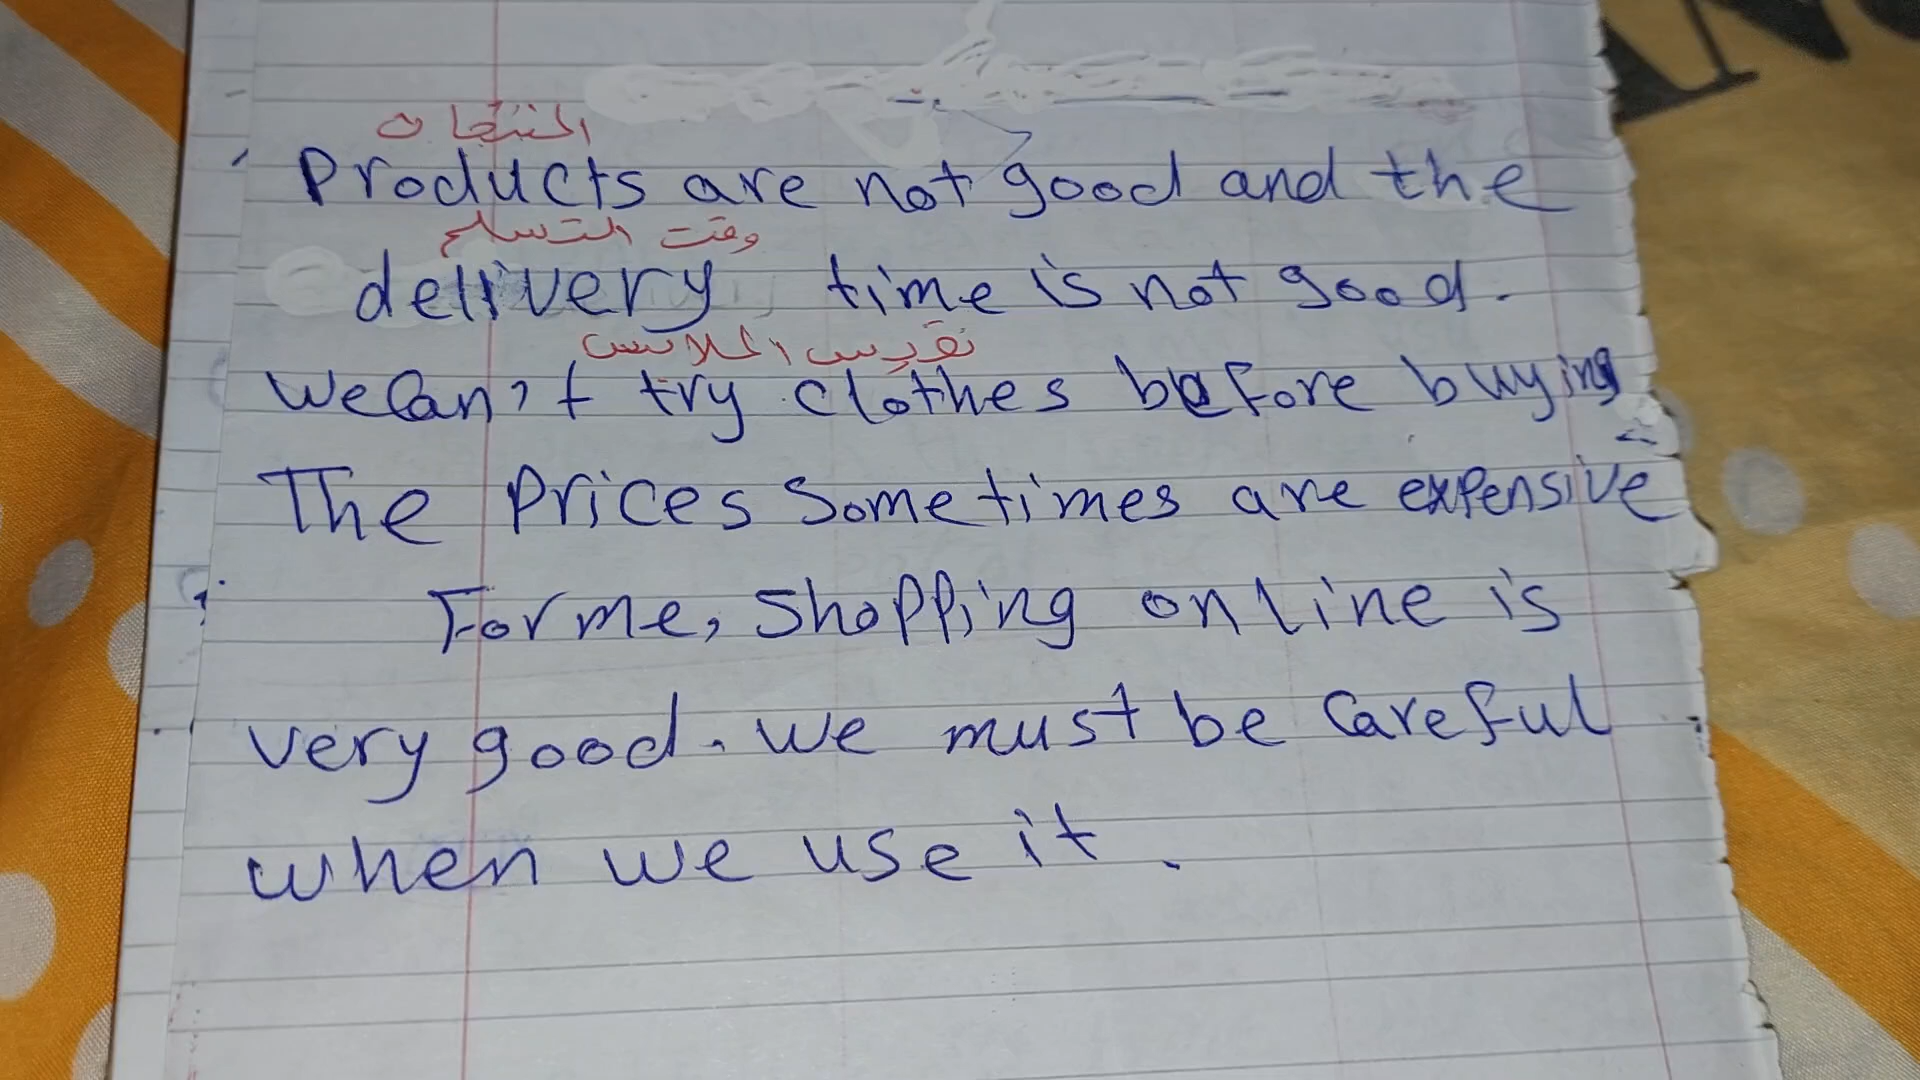 المنتجات
Products are not good and the
وقت التسلم
delivery time is not good.
نقيس الملابس
we can't try clothes before buying
The Prices Sometimes are expensive
For me, Shopping online is
very good. we must be Careful
when we use it.